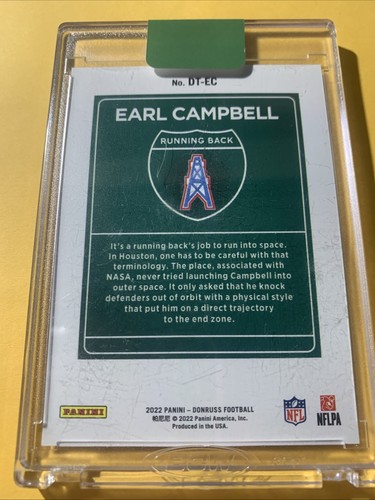 No. DT-EC
EARL CAMPBELL
RUNNING BACK
It's a running back's job to run into space.
In Houston, one has to be careful with that
terminology. The place, associated with
NASA, never tried launching Campbell into
outer space. It only asked that he knock
defenders out of orbit with a physical style
that put him on a direct trajectory
to the end zone.
PANINI
2022 PANINI – DONRUSS FOOTBALL
帕尼尼 © 2022 Panini America, Inc.
Produced in the USA.
NFL
NFLPA